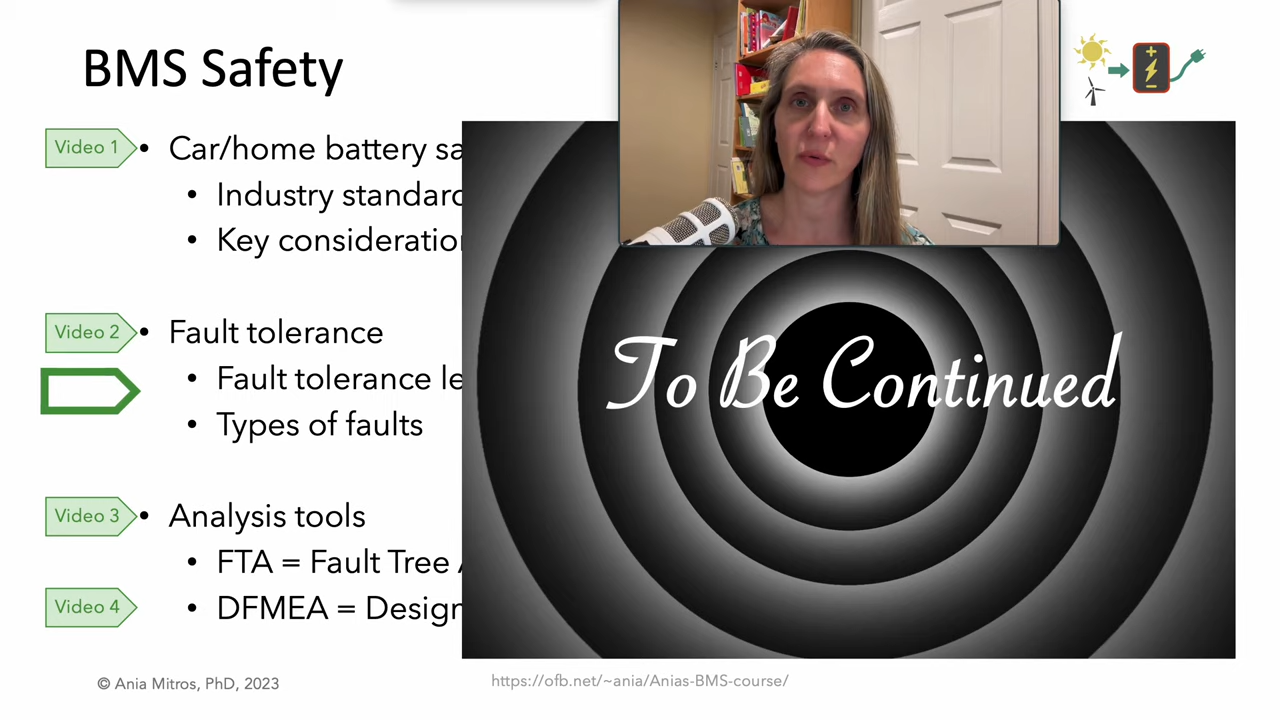 BMS Safety
Video 1
• Car/home battery sa
• Industry standard
• Key consideration
Video 2
• Fault tolerance
• Fault tolerance le
• Types of faults
Video 3
• Analysis tools
• FTA = Fault Tree
Video 4
• DFMEA = Design
To Be Continued
© Ania Mitros, PhD, 2023
https://ofb.net/~ania/Anias-BMS-course/